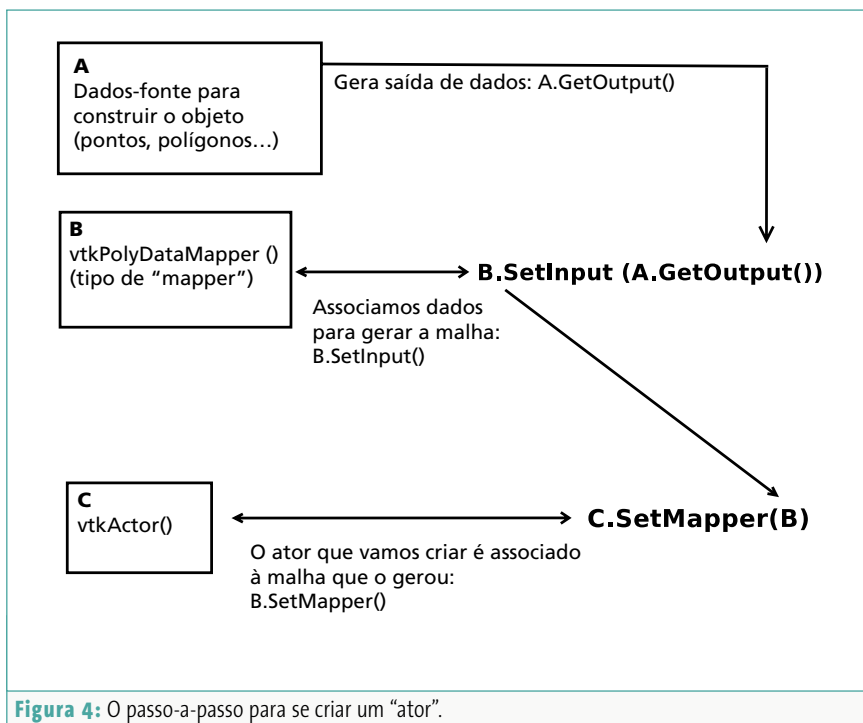 A
Dados-fonte para
construir o objeto
(pontos, polígonos…)
Gera saída de dados: A.GetOutput()
B
vtkPolyDataMapper ()
(tipo de “mapper”)
B.SetInput (A.GetOutput())
Associamos dados
para gerar a malha:
B.SetInput()
C
vtkActor()
C.SetMapper(B)
O ator que vamos criar é associado
à malha que o gerou:
B.SetMapper()
Figura 4: O passo-a-passo para se criar um “ator”.